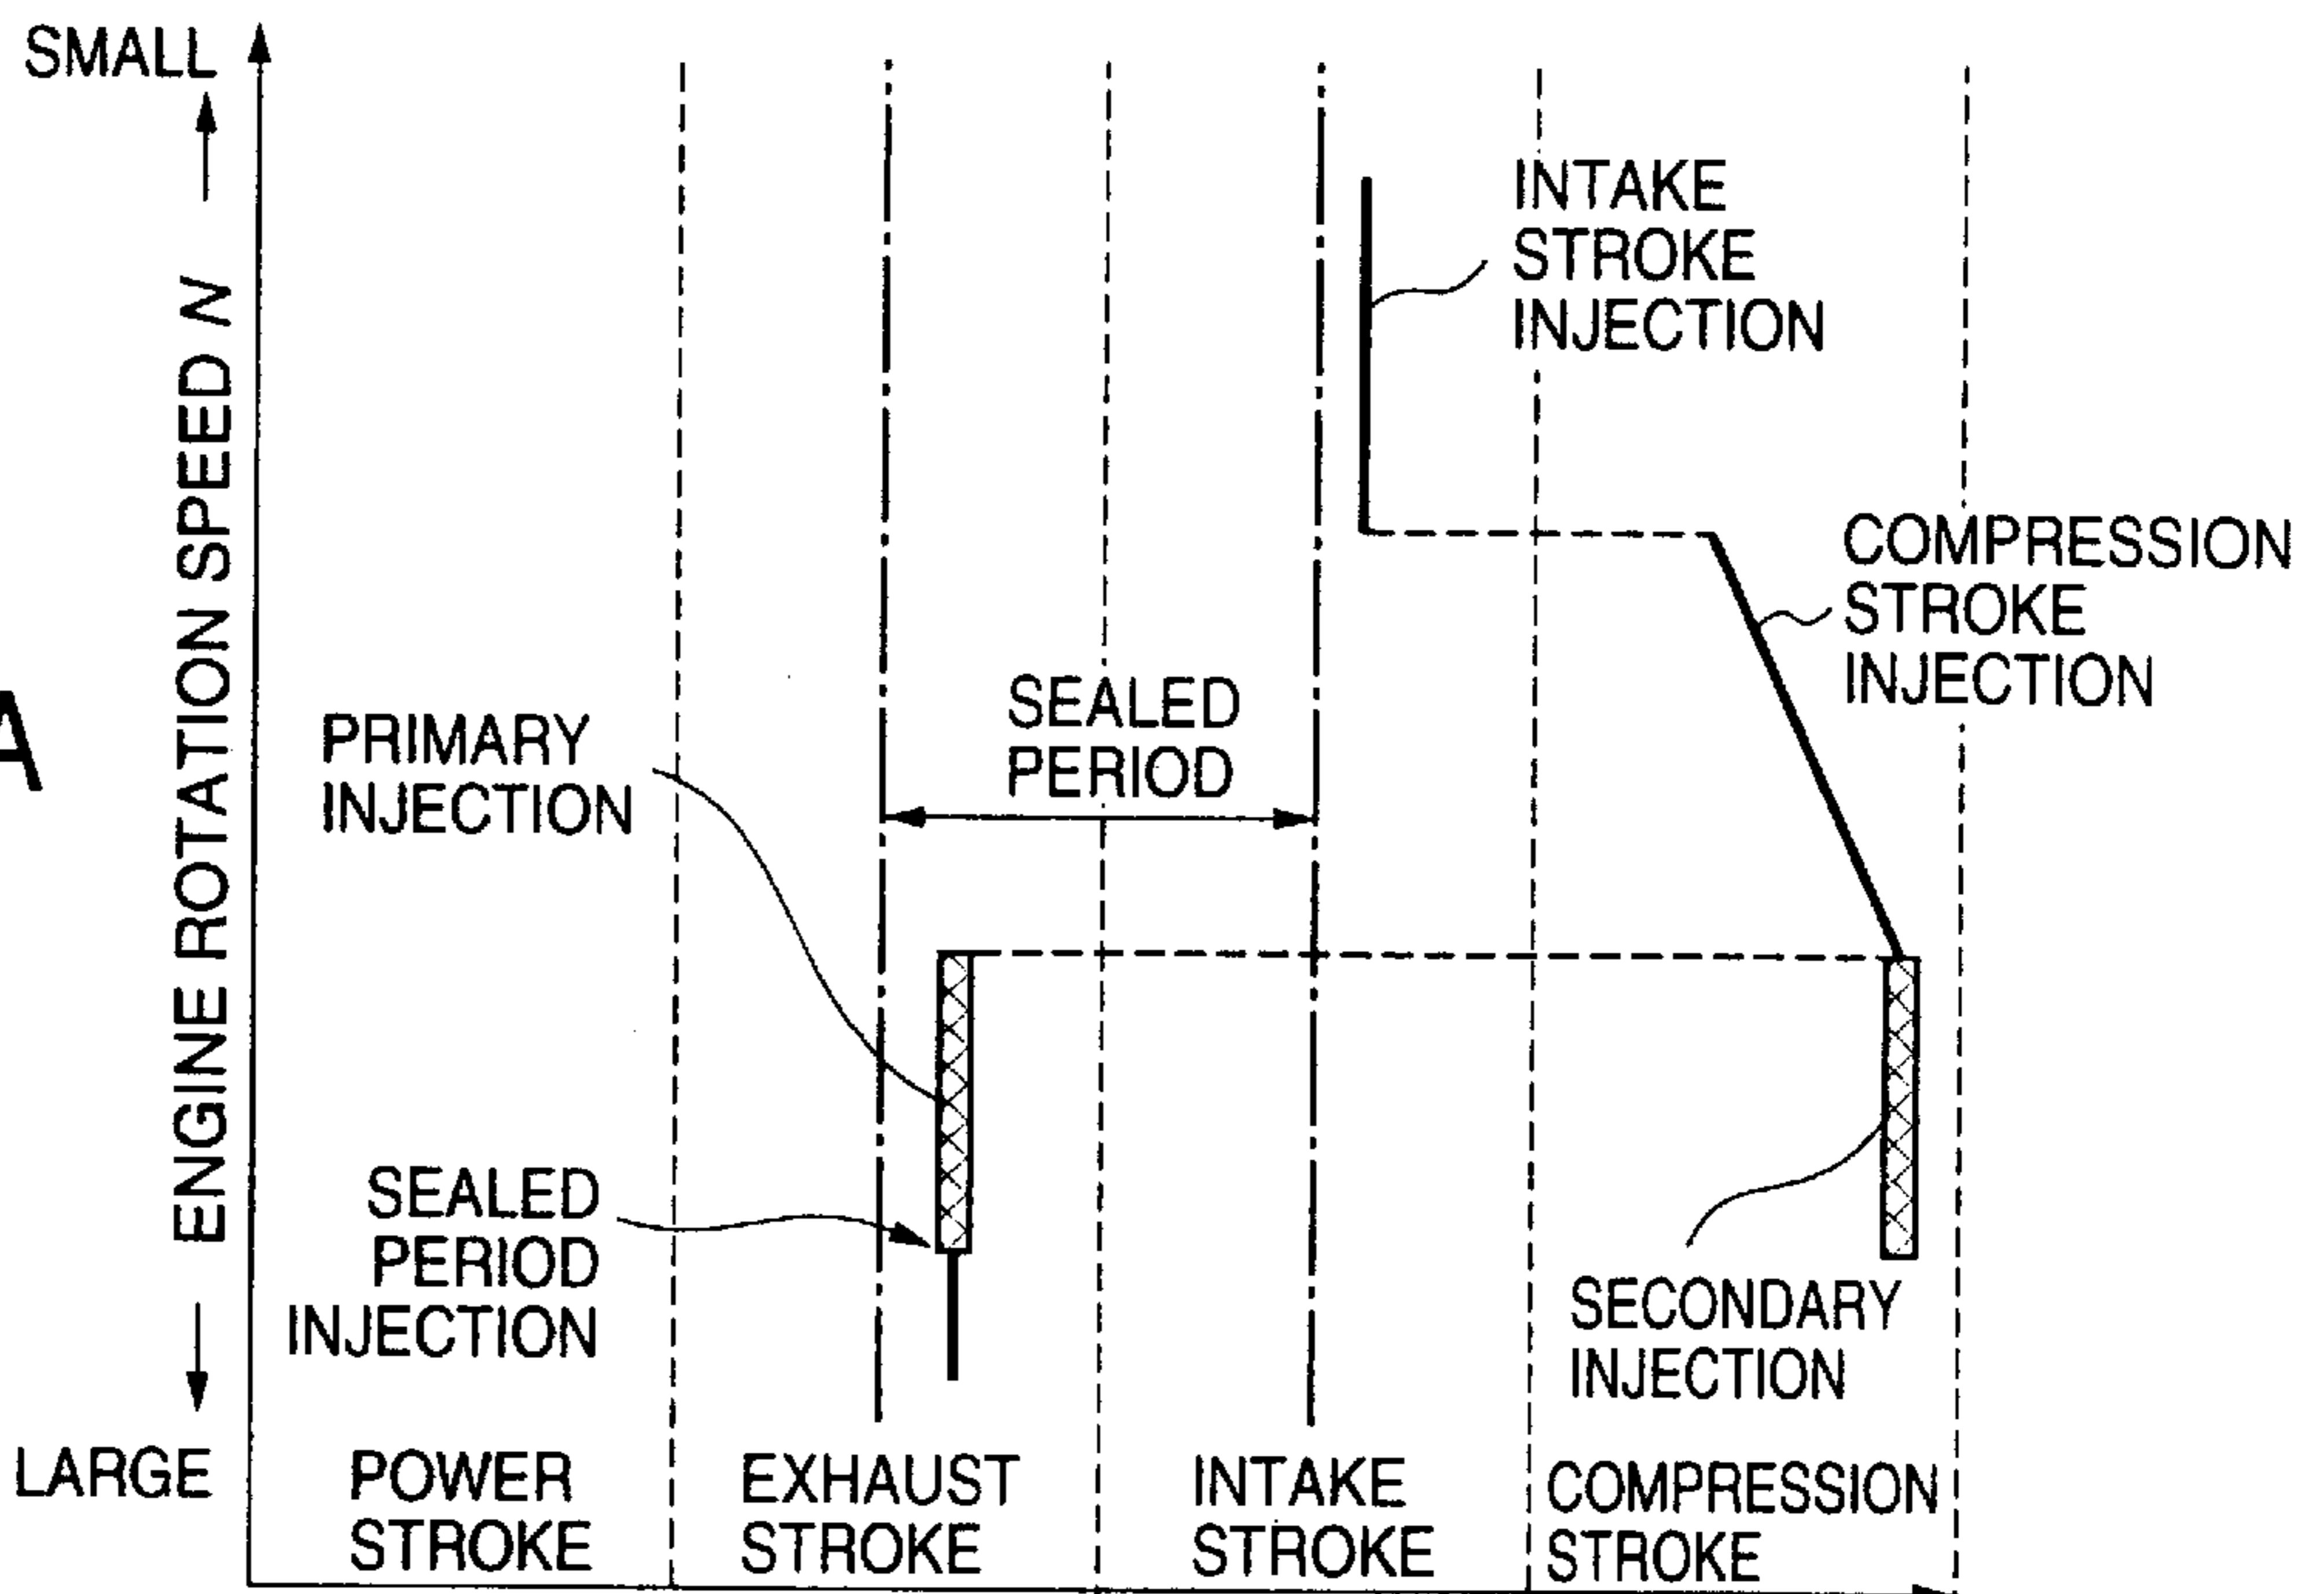 SMALL
ENGINE ROTATION SPEED N
LARGE
A
INTAKE
STROKE
INJECTION
COMPRESSION
STROKE
INJECTION
SEALED
PERIOD
PRIMARY
INJECTION
SEALED
PERIOD
INJECTION
SECONDARY
INJECTION
POWER
STROKE
EXHAUST
STROKE
INTAKE
STROKE
COMPRESSION
STROKE